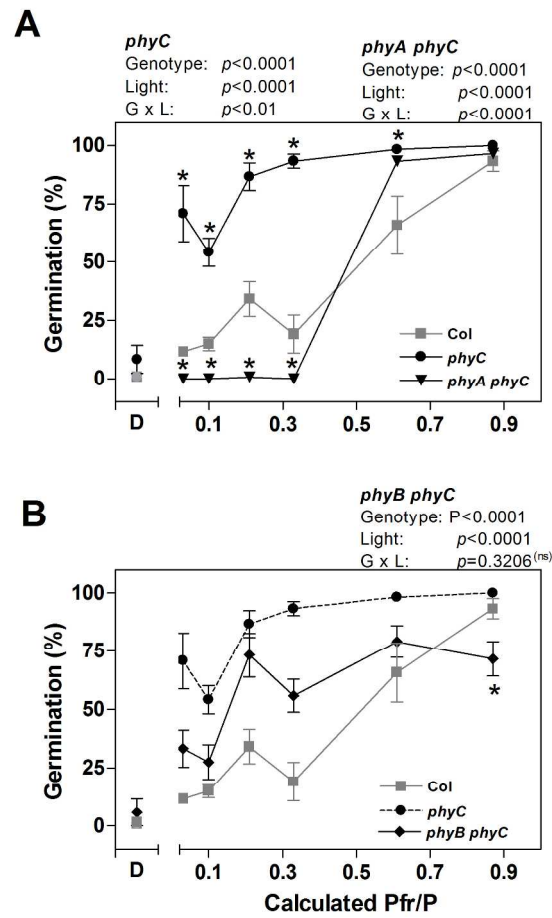 A
phyC
Genotype: p<0.0001
Light: p<0.0001
G x L: p<0.01
phyA phyC
Genotype: p<0.0001
Light: p<0.0001
G x L: p<0.0001
Germination (%)
100
75
50
25
0
* * * * *
* * * *
Col
phyC
phyA phyC
D 0.1 0.3 0.5 0.7 0.9
B
phyB phyC
Genotype: P<0.0001
Light: p<0.0001
G x L: p=0.3206(ns)
Germination (%)
100
75
50
25
0
*
Col
phyC
phyB phyC
D 0.1 0.3 0.5 0.7 0.9
Calculated Pfr/P